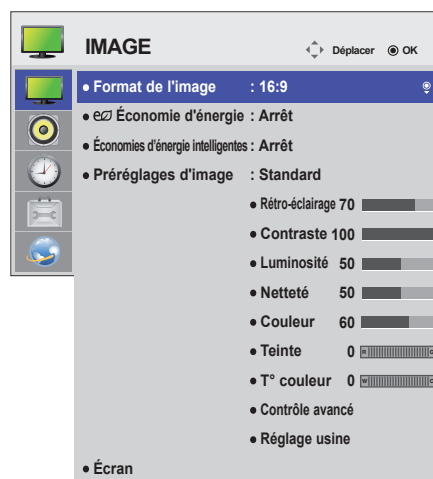 IMAGE Déplacer OK
• Format de l'image : 16:9
• e Économie d'énergie : Arrêt
• Économies d'énergie intelligentes : Arrêt
• Préréglages d'image : Standard
• Rétro-éclairage 70
• Contraste 100
• Luminosité 50
• Netteté 50
• Couleur 60
• Teinte 0 R G
• T° couleur 0 W C
• Contrôle avancé
• Réglage usine
• Écran